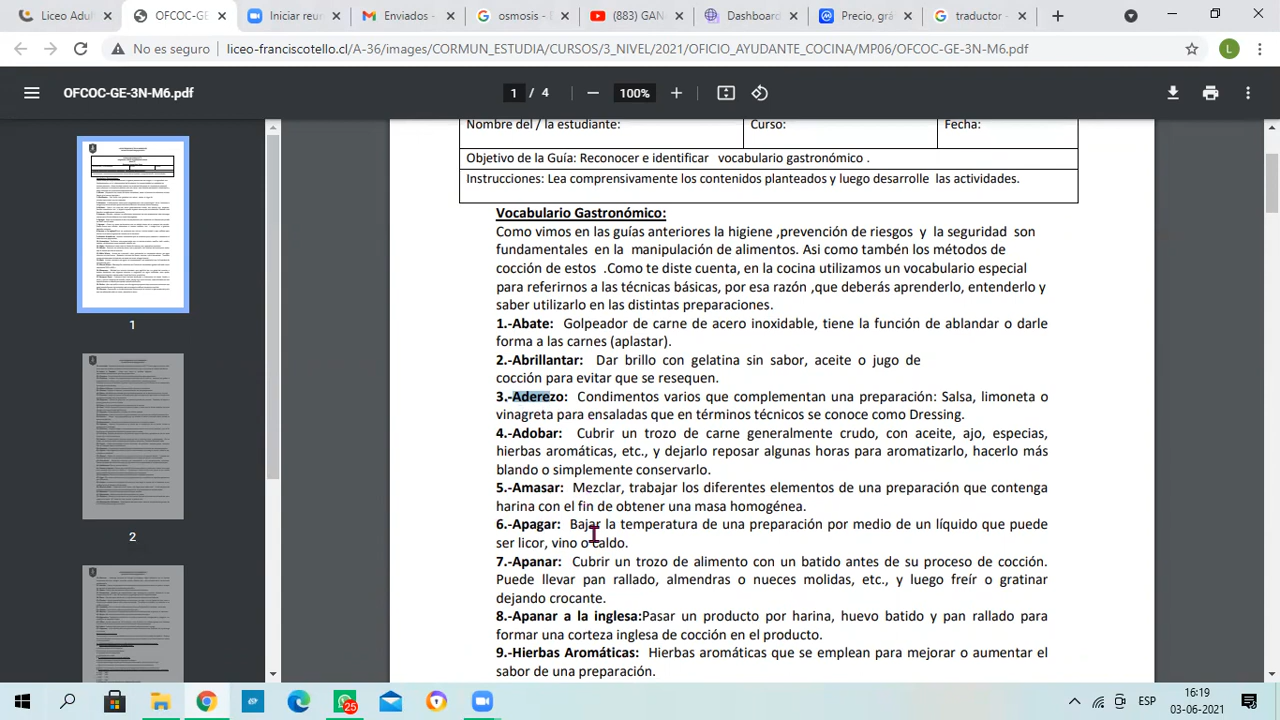 Liceo Adul
OFCOC-GE
Iniciar reun
Enviados -
osmosis - B
(883) GAN
Dashboard
Precio, grá
traductor -
No es seguro | liceo-franciscotello.cl/A-36/images/CORMUN_ESTUDIA/CURSOS/3_NIVEL/2021/OFICIO_AYUDANTE_COCINA/MP06/OFCOC-GE-3N-M6.pdf
L
OFCOC-GE-3N-M6.pdf
1 / 4
100%
Nombre del / la estudiante:
Curso:
Fecha:
Objetivo de clase: Reconocer e identificar vocabulario gastronómico .
Instrucciones: Lea comprensivamente los contenidos planteados y luego desarrolle las actividades.
Vocabulario Gastronómico:
Como vimos en las guías anteriores la higiene ,prevención de riesgos y la seguridad son
fundamentales en la manipulación de alimentos. Así como también los métodos de
cocción y cortes. Como te diste cuenta, en la cocina utilizamos un vocabulario especial
para referirnos a las técnicas básicas, por esa razón, que deberás aprenderlo, entenderlo y
saber utilizarlo en las distintas preparaciones.
1.-Abate: Golpeador de carne de acero inoxidable, tiene la función de ablandar o darle
forma a las carnes (aplastar).
2.-Abrillantar: Dar brillo con gelatina sin sabor, aceite o jugo de
cocción para evitar que se resequen.
3.-Aderezo: Condimentos varios que complementan una preparación. Salsa limoneta o
vinagreta para ensaladas que en términos técnicos se conoce como Dressing.
4.-Adobar: Cubrir un trozo de carne generalmente crudo, con aceite, ajo, especias,
hierbas aromáticas, etc., y dejarlo reposar algunas horas para aromatizarlo, hacerlo más
blando o simplemente conservarlo.
5.-Amasar: Mezclar, trabajar los diferentes elementos de una preparación que contenga
harina con el fin de obtener una masa homogénea.
6.-Apagar: Bajar la temperatura de una preparación por medio de un líquido que puede
ser licor, vino o caldo.
7.-Apanar: Cubrir un trozo de alimento con un batido antes de su proceso de cocción.
Luego pasar pan rallado, almendras o nueces molidas, etc., y luego freír o gratinar
dejando crocante.
8.-Apanar a la inglesa:Pasar un producto por harina, huevo batido y pan rallado para
formar una corteza inglesas de cocción en el producto.
9-Hierbas Aromátias: Hierbas aromaticas que se emplean para mejorar o aumentar el
sabor de una preparación.
1
2
25
ESP
16:19
03-06-2021